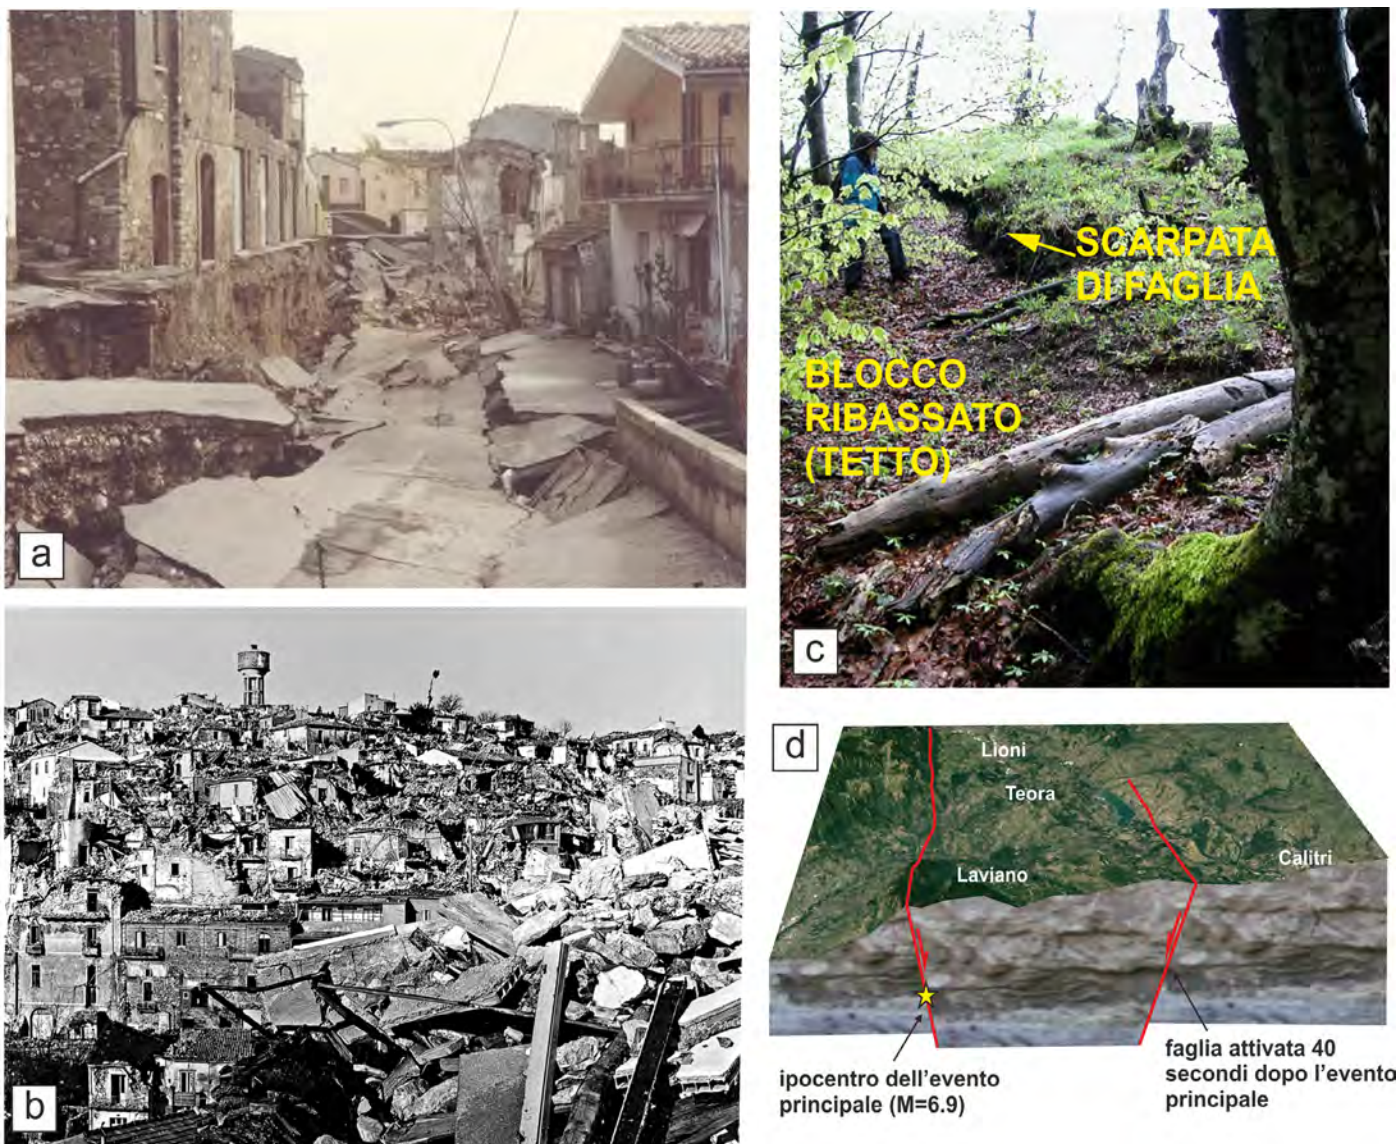 a
b
SCARPATA
DI FAGLIA
BLOCCO
RIBASSATO
(TETTO)
c
d
Lioni
Teora
Laviano
Calitri
ipocentro dell'evento
principale (M=6.9)
faglia attivata 40
secondi dopo l'evento
principale